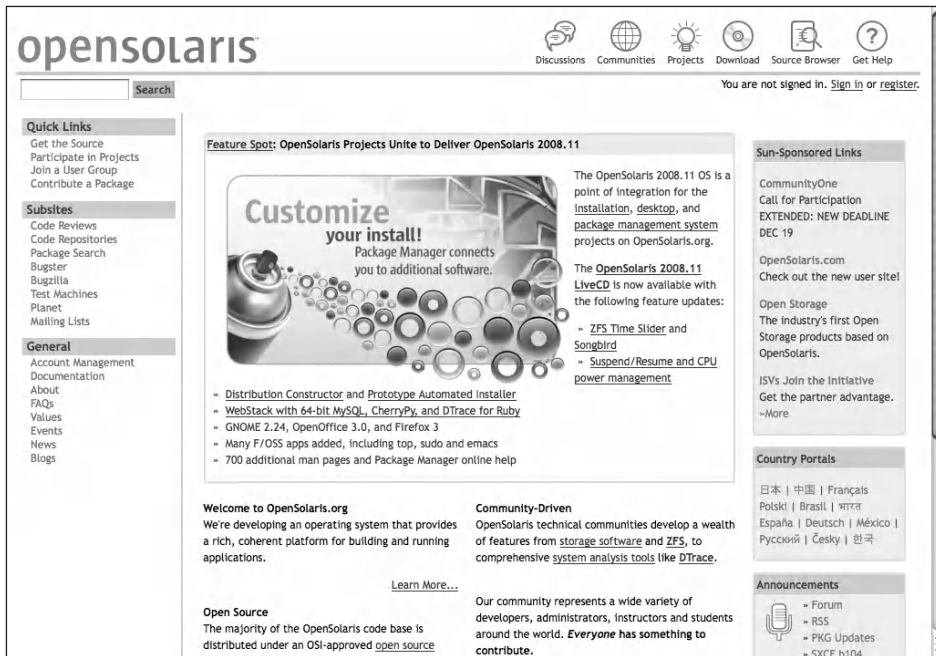 opensolaris™
Discussions
Communities
Projects
Download
Source Browser
Get Help
Search
You are not signed in. Sign in or register.
Quick Links
Get the Source
Participate in Projects
Join a User Group
Contribute a Package
Subsites
Code Reviews
Code Repositories
Package Search
Bugster
Bugzilla
Test Machines
Planet
Mailing Lists
General
Account Management
Documentation
About
FAQs
Values
Events
News
Blogs
Feature Spot: OpenSolaris Projects Unite to Deliver OpenSolaris 2008.11
Customize
your install!
Package Manager connects
you to additional software.
The OpenSolaris 2008.11 OS is a
point of integration for the
installation, desktop, and
package management system
projects on OpenSolaris.org.
The OpenSolaris 2008.11
LiveCD is now available with
the following feature updates:
» ZFS Time Slider and
Songbird
» Suspend/Resume and CPU
power management
» Distribution Constructor and Prototype Automated Installer
» WebStack with 64-bit MySQL, CherryPy, and DTrace for Ruby
» GNOME 2.24, OpenOffice 3.0, and Firefox 3
» Many F/OSS apps added, including top, sudo and emacs
» 700 additional man pages and Package Manager online help
Welcome to OpenSolaris.org
We're developing an operating system that provides
a rich, coherent platform for building and running
applications.
Learn More...
Open Source
The majority of the OpenSolaris code base is
distributed under an OSI-approved open source
Community-Driven
OpenSolaris technical communities develop a wealth
of features from storage software and ZFS, to
comprehensive system analysis tools like DTrace.
Our community represents a wide variety of
developers, administrators, instructors and students
around the world. Everyone has something to
contribute.
Sun-Sponsored Links
CommunityOne
Call for Participation
EXTENDED: NEW DEADLINE
DEC 19
OpenSolaris.com
Check out the new user site!
Open Storage
The industry's first Open
Storage products based on
OpenSolaris.
ISVs Join the Initiative
Get the partner advantage.
»More
Country Portals
日本 | 中国 | Français
Polski | Brasil | भारत
España | Deutsch | México |
Русский | Česky | 한국
Announcements
» Forum
» RSS
» PKG Updates
» SXCE b104